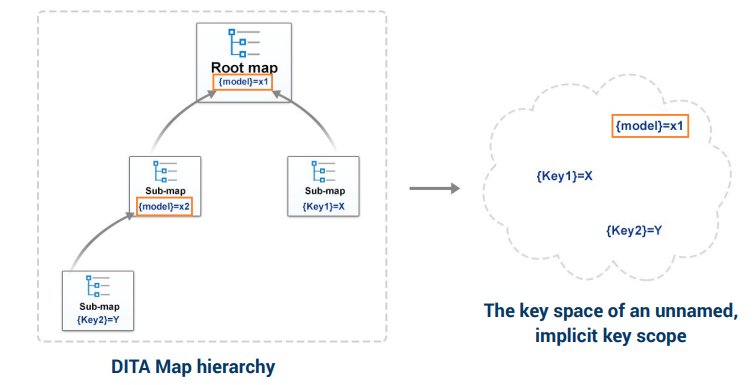 Root map
{model}=x1
Sub-map
{model}=x2
Sub-map
{Key1}=X
Sub-map
{Key2}=Y
DITA Map hierarchy
{model}=x1
{Key1}=X
{Key2}=Y
The key space of an unnamed,
implicit key scope